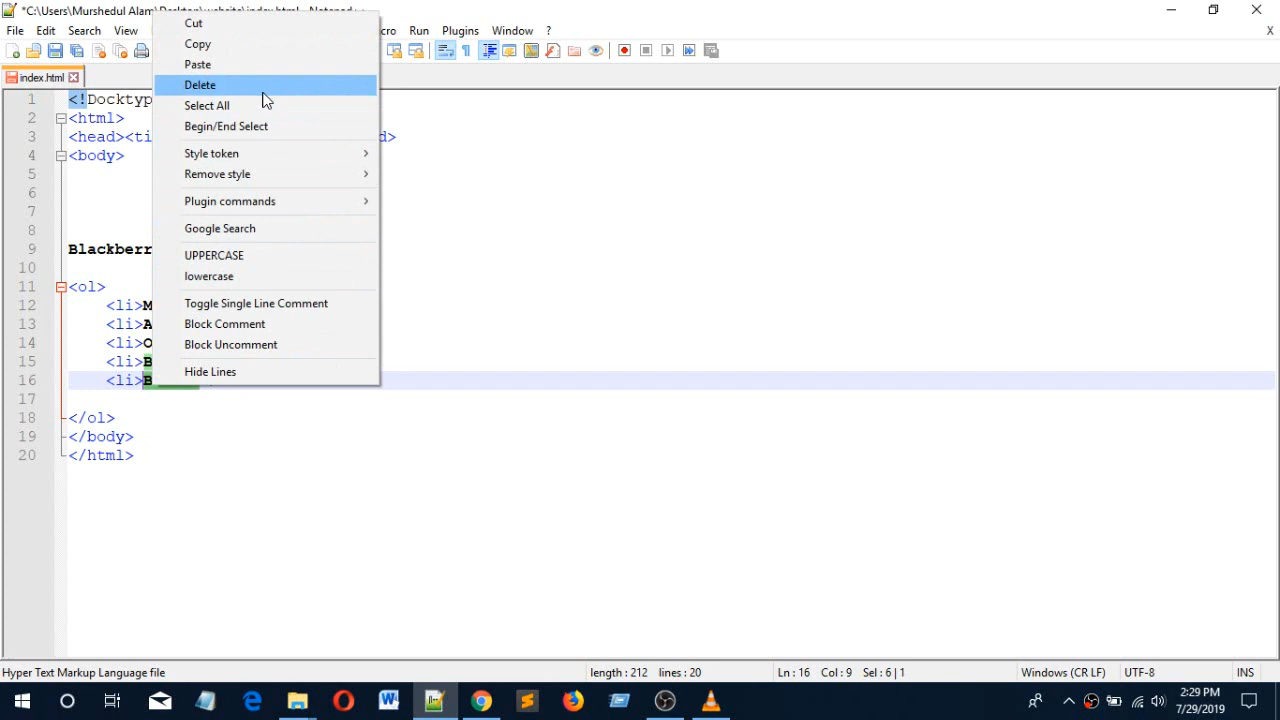 *C:\Users\Murshedul Alam\Desktop\website\index.html - Notepad++
File Edit Search View cro Run Plugins Window ? X
index.html
Cut
Copy
Paste
Delete
Select All
Begin/End Select
Style token
Remove style
Plugin commands
Google Search
UPPERCASE
lowercase
Toggle Single Line Comment
Block Comment
Block Uncomment
Hide Lines
1 <!Docktyp
2 <html>
3 <head><ti d>
4 <body>
5
6
7
8
9 Blackberr
10
11 <ol>
12 <li>M
13 <li>A
14 <li>O
15 <li>B
16 <li>B
17
18 </ol>
19 </body>
20 </html>
Hyper Text Markup Language file length : 212 lines : 20 Ln : 16 Col : 9 Sel : 6 | 1 Windows (CR LF) UTF-8 INS
2:29 PM
7/29/2019